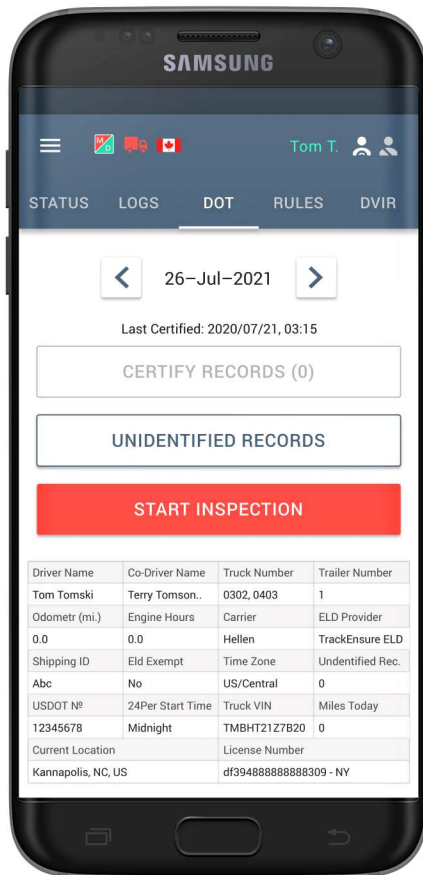 SAMSUNG
M/D Tom T.
STATUS LOGS DOT RULES DVIR
26-Jul-2021
Last Certified: 2020/07/21, 03:15
CERTIFY RECORDS (0)
UNIDENTIFIED RECORDS
START INSPECTION
Driver Name Co-Driver Name Truck Number Trailer Number
Tom Tomski Terry Tomson.. 0302, 0403 1
Odometr (mi.) Engine Hours Carrier ELD Provider
0.0 0.0 Hellen TrackEnsure ELD
Shipping ID Eld Exempt Time Zone Undentified Rec.
Abc No US/Central 0
USDOT Nº 24Per Start Time Truck VIN Miles Today
12345678 Midnight TMBHT21Z7B20 0
Current Location License Number
Kannapolis, NC, US df394888888888309 - NY